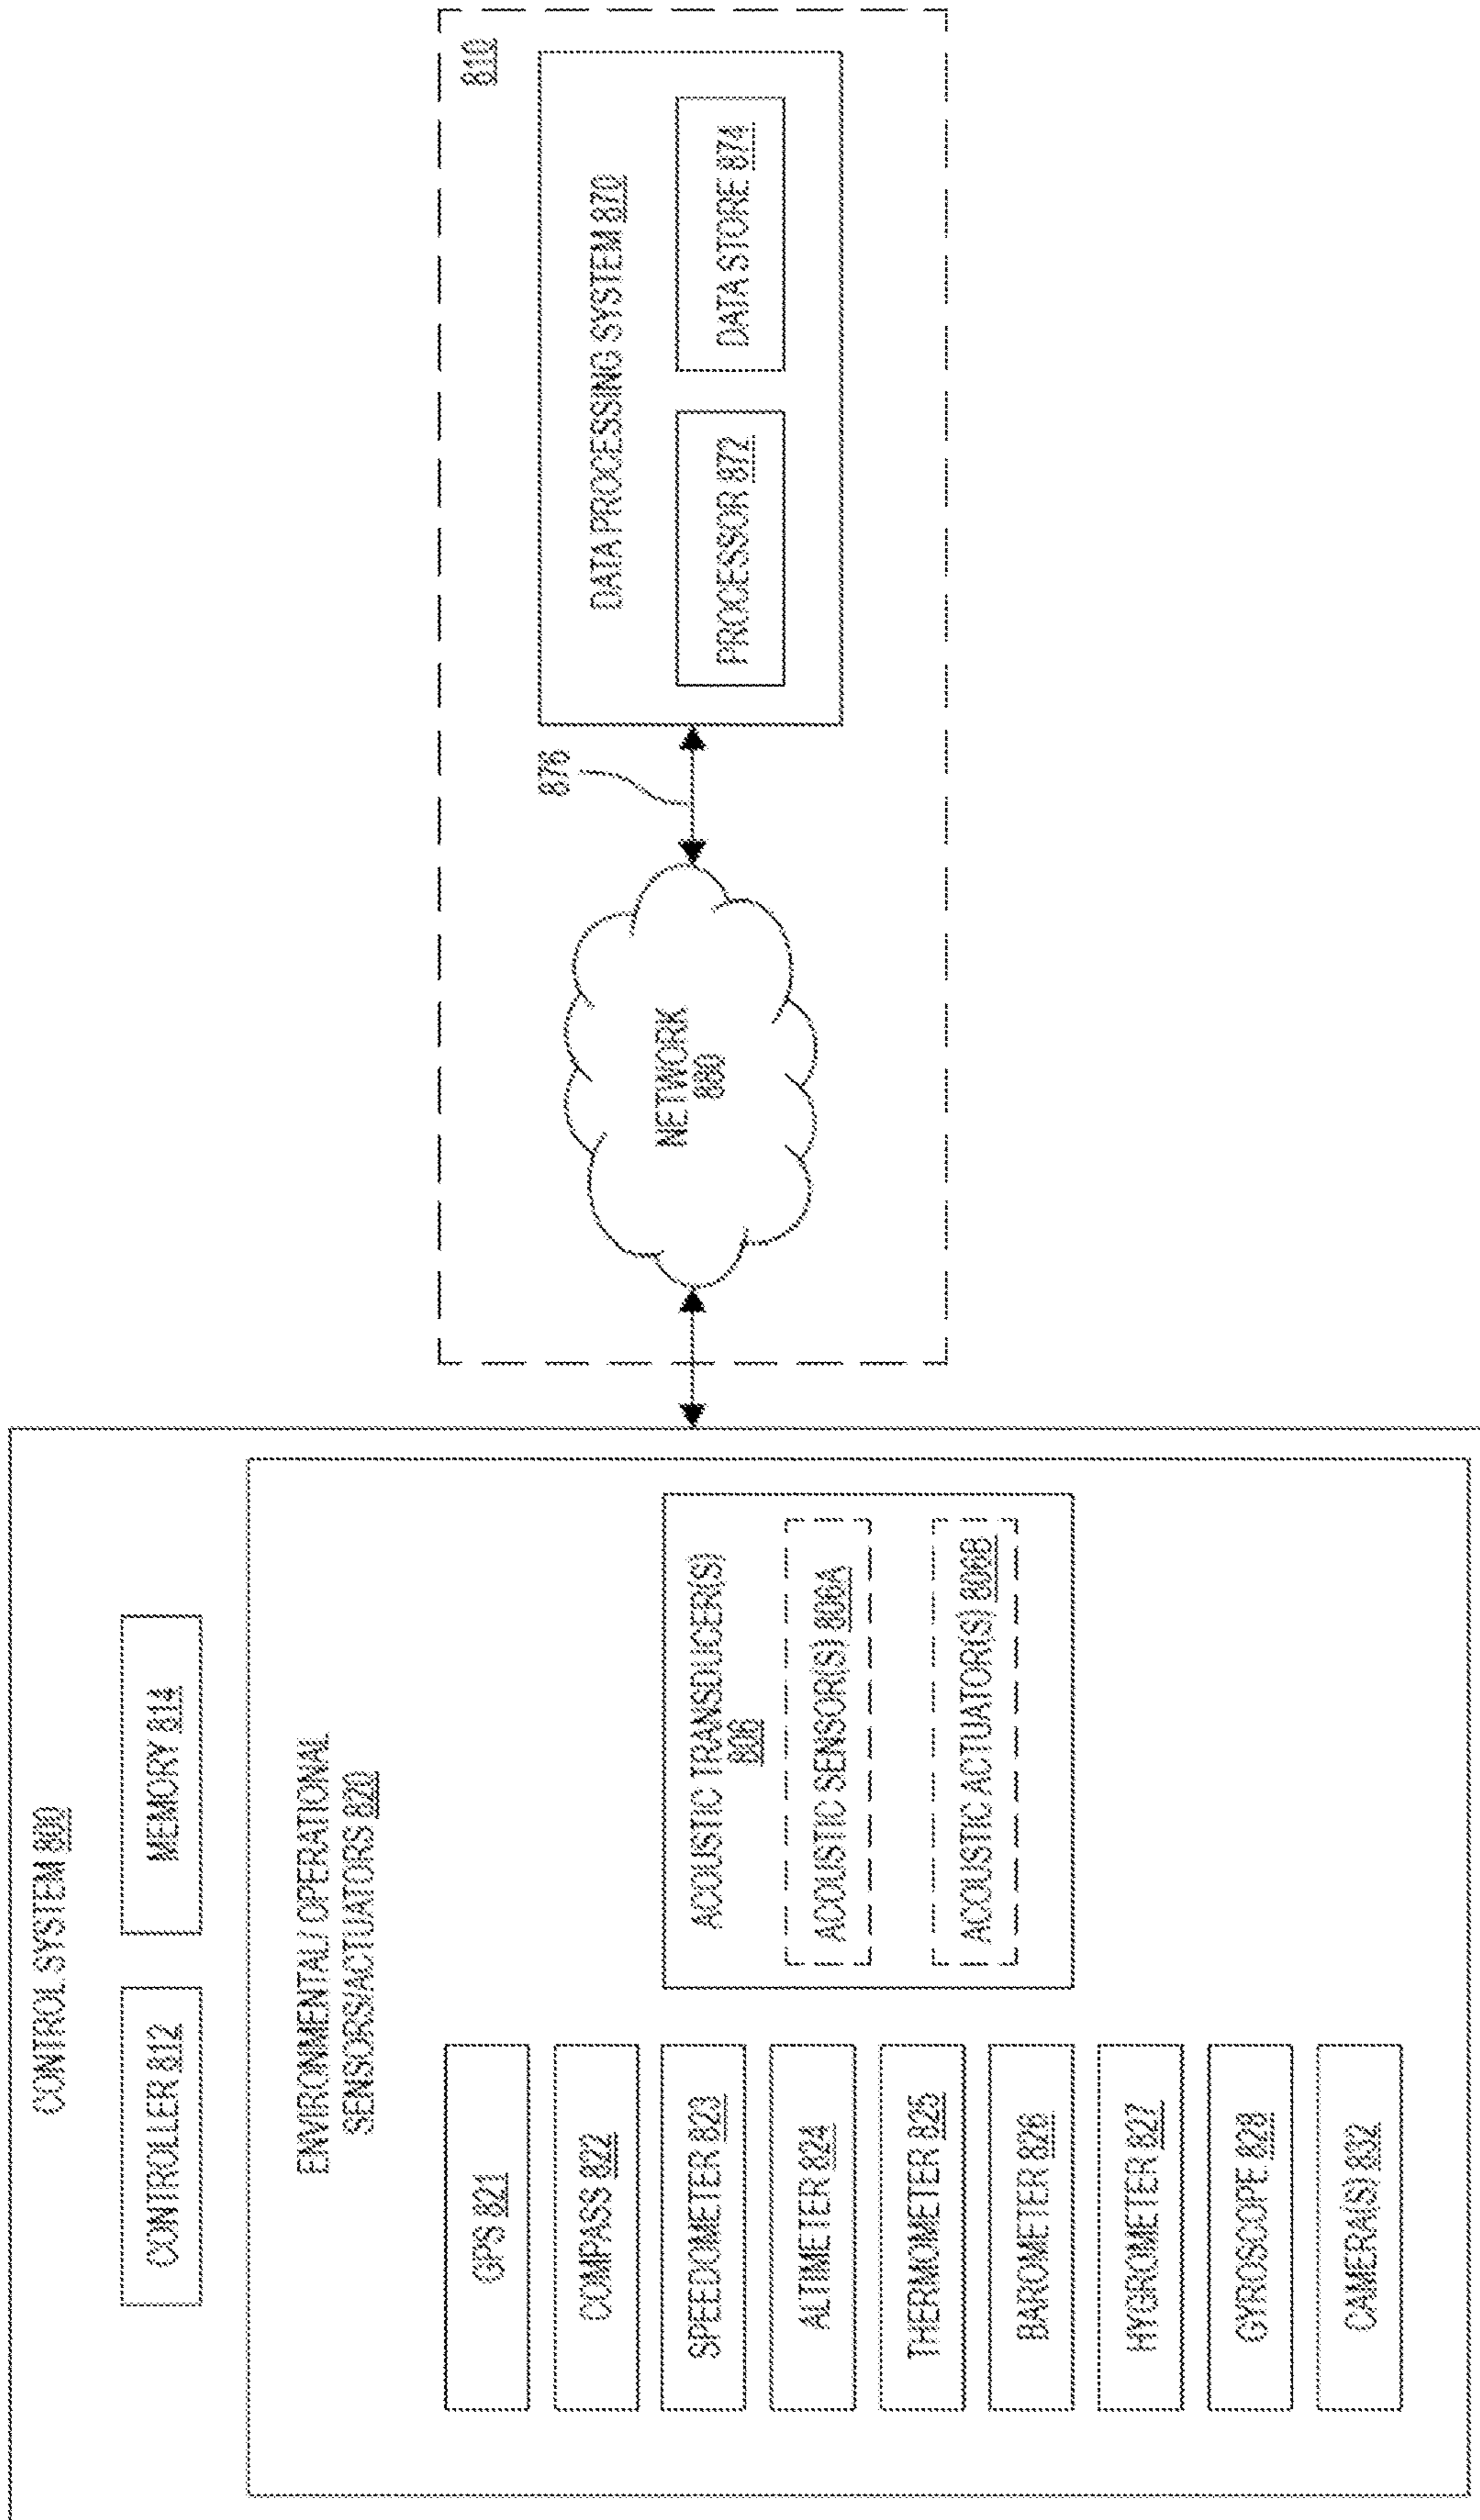 CONTROL SYSTEM 800
CONTROLLER 812
MEMORY 814
ENVIRONMENTAL/ OPERATIONAL
SENSORS/ACTUATORS 820
GPS 821
COMPASS 822
SPEEDOMETER 823
ALTIMETER 824
THERMOMETER 825
BAROMETER 826
HYGROMETER 827
GYROSCOPE 828
CAMERA(S) 832
ACOUSTIC TRANSDUCER(S)
806
ACOUSTIC SENSOR(S) 806A
ACOUSTIC ACTUATOR(S) 806B
810
NETWORK
880
876
DATA PROCESSING SYSTEM 870
PROCESSOR 872
DATA STORE 874